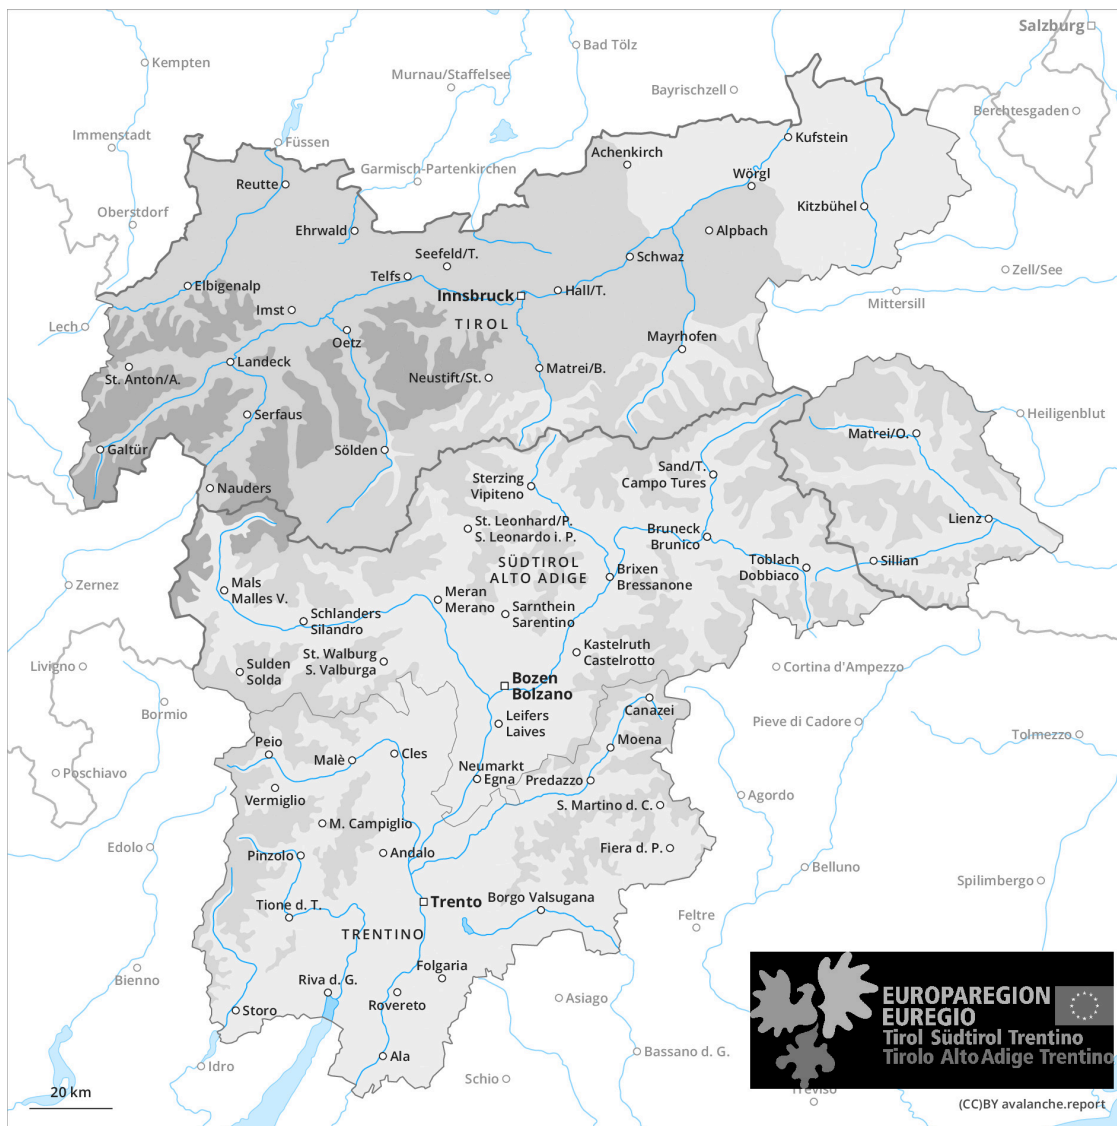 Salzburg
Bad Tölz
Kempten
Murnau/Staffelsee
Bayrischzell
Berchtesgaden
Immenstadt
Füssen
Kufstein
Achenkirch
Garmisch-Partenkirchen
Wörgl
Reutte
Kitzbühel
Oberstdorf
Ehrwald
Alpbach
Seefeld/T.
Schwaz
Zell/See
Telfs
Elbigenalp
Hall/T.
Innsbruck
Mittersill
Imst
TIROL
Lech
Oetz
Mayrhofen
Landeck
St. Anton/A.
Neustift/St.
Matrei/B.
Serfaus
Heiligenblut
Matrei/O.
Galtür
Sölden
Sand/T.
Campo Tures
Sterzing
Vipiteno
Nauders
Lienz
St. Leonhard/P.
S. Leonardo i. P.
Bruneck
Brunico
SÜDTIROL
ALTO ADIGE
Toblach
Dobbiaco
Sillian
Brixen
Bressanone
Zernez
Mals
Malles V.
Meran
Merano
Sarnthein
Sarentino
Schlanders
Silandro
Kastelruth
Castelrotto
St. Walburg
S. Valburga
Livigno
Sulden
Solda
Cortina d'Ampezzo
Bozen
Bolzano
Bormio
Canazei
Leifers
Laives
Pieve di Cadore
Tolmezzo
Peio
Moena
Malè
Cles
Poschiavo
Neumarkt
Egna
Predazzo
Vermiglio
Agordo
S. Martino d. C.
M. Campiglio
Edolo
Pinzolo
Andalo
Fiera d. P.
Belluno
Spilimbergo
Tione d. T.
Trento
Borgo Valsugana
Feltre
TRENTINO
Bienno
Folgaria
Riva d. G.
Rovereto
Asiago
Storo
EUROPAREGION
EUREGIO
Tirol Südtirol Trentino
Tirolo Alto Adige Trentino
Ala
Bassano d. G.
Idro
Schio
20 km
Treviso
(CC)BY avalanche.report